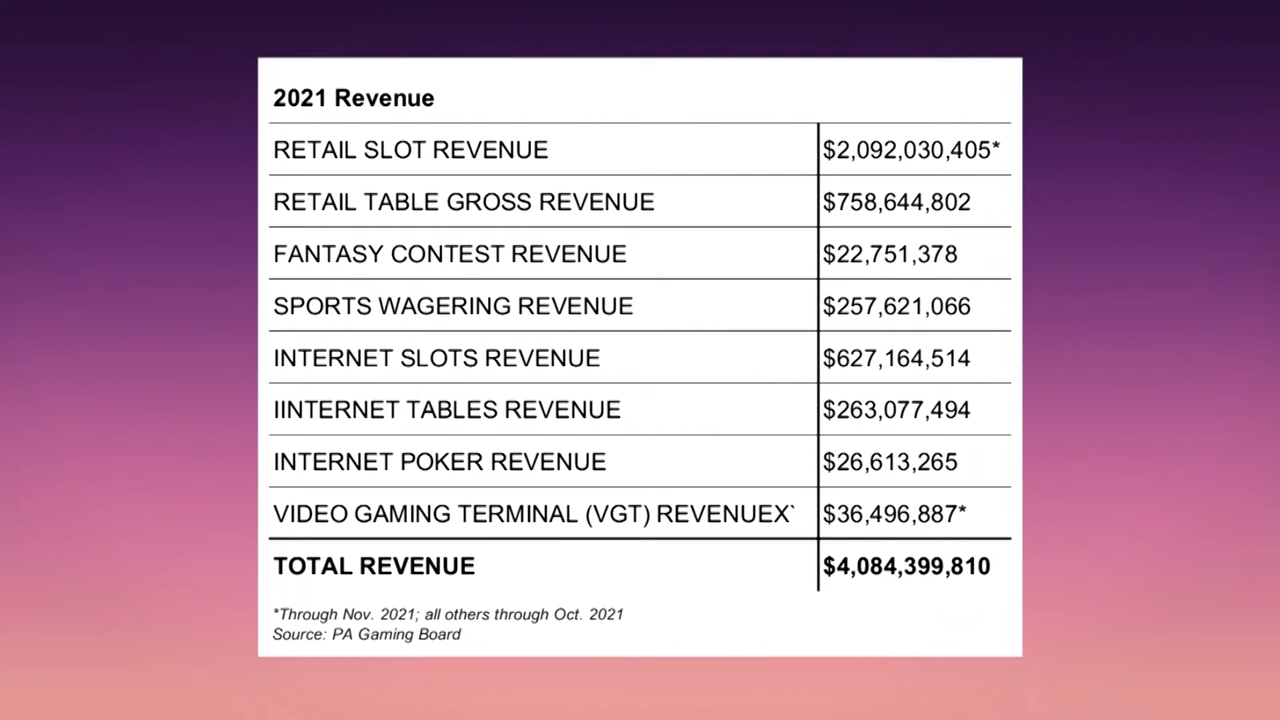 2021 Revenue
RETAIL SLOT REVENUE $2,092,030,405*
RETAIL TABLE GROSS REVENUE $758,644,802
FANTASY CONTEST REVENUE $22,751,378
SPORTS WAGERING REVENUE $257,621,066
INTERNET SLOTS REVENUE $627,164,514
IINTERNET TABLES REVENUE $263,077,494
INTERNET POKER REVENUE $26,613,265
VIDEO GAMING TERMINAL (VGT) REVENUEX` $36,496,887*
TOTAL REVENUE $4,084,399,810
*Through Nov. 2021; all others through Oct. 2021
Source: PA Gaming Board